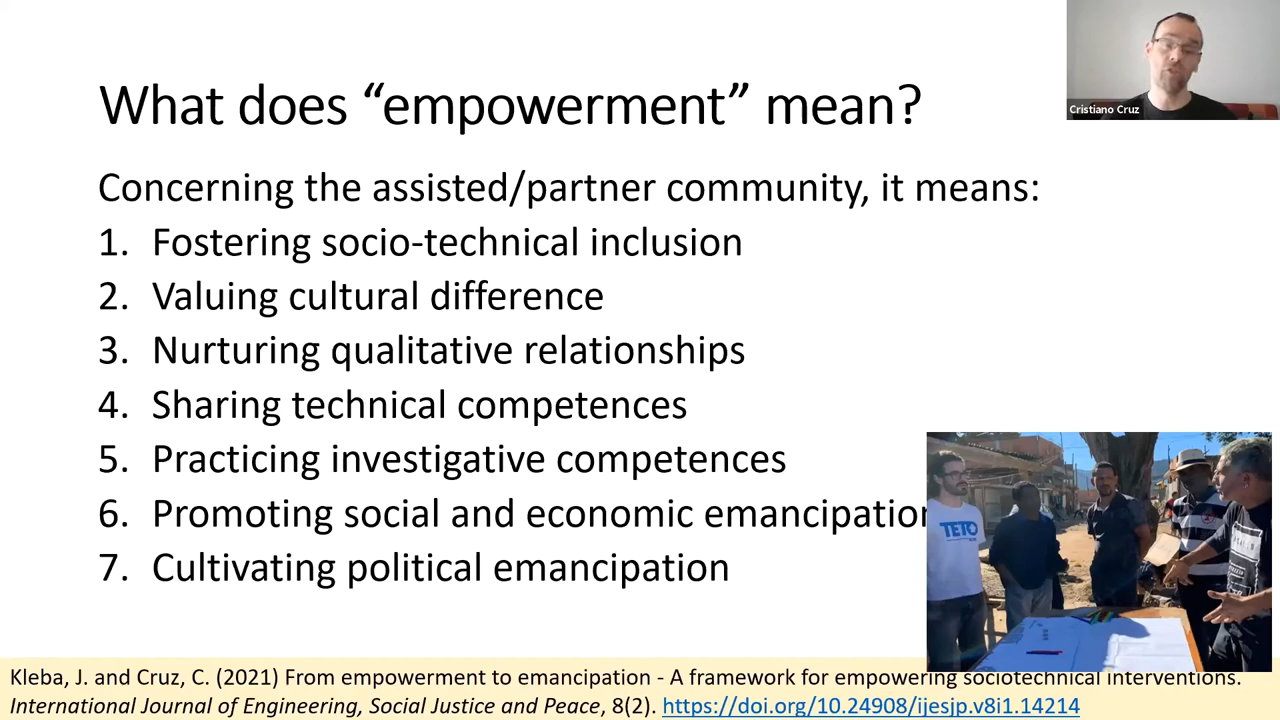 Cristiano Cruz
What does “empowerment” mean?
Concerning the assisted/partner community, it means:
1. Fostering socio-technical inclusion
2. Valuing cultural difference
3. Nurturing qualitative relationships
4. Sharing technical competences
5. Practicing investigative competences
6. Promoting social and economic emancipation
7. Cultivating political emancipation
TETO
Kleba, J. and Cruz, C. (2021) From empowerment to emancipation - A framework for empowering sociotechnical interventions.
International Journal of Engineering, Social Justice and Peace, 8(2). https://doi.org/10.24908/ijesjp.v8i1.14214